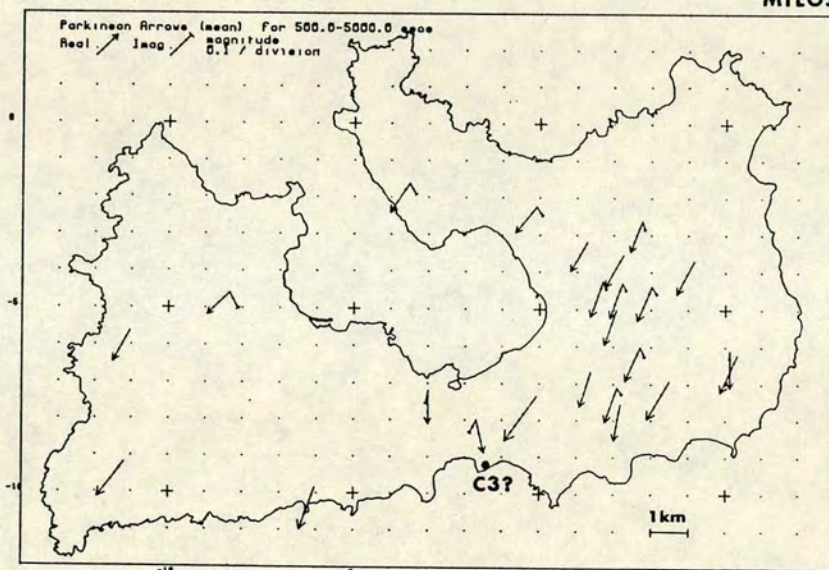 MILOS
Parkinson Arrows (mean) For 500.0-5000.0 secs
Real Imag magnitude
0.1 / division
0
-5
-10
C3?
1km